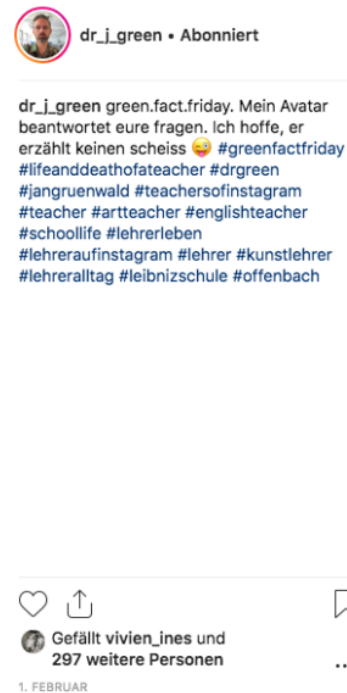 dr_j_green • Abonniert
dr_j_green green.fact.friday. Mein Avatar
beantwortet eure fragen. Ich hoffe, er
erzählt keinen scheiss 😜 #greenfactfriday
#lifeanddeathofateacher #drgreen
#jangruenwald #teachersofinstagram
#teacher #artteacher #englishteacher
#schoollife #lehrerleben
#lehreraufinstagram #lehrer #kunstlehrer
#lehreralltag #leibnizschule #offenbach
Gefällt vivien_ines und
297 weitere Personen
1. FEBRUAR